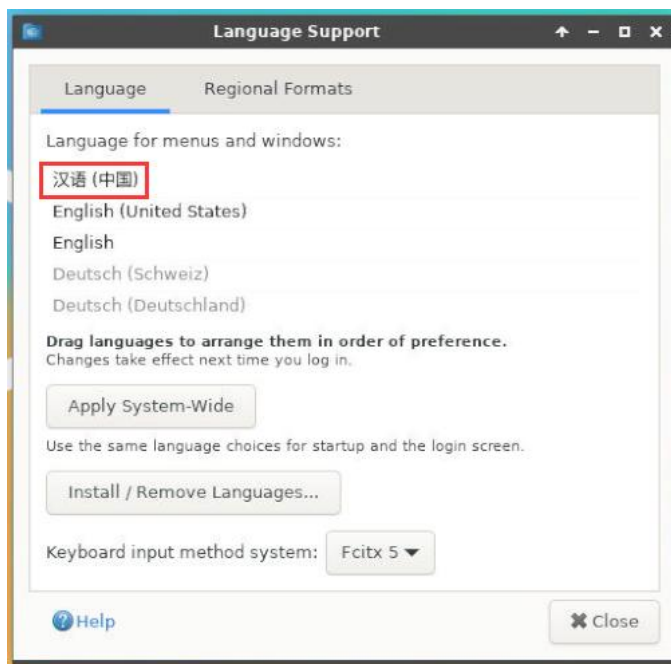 Language Support
Language Regional Formats
Language for menus and windows:
汉语 (中国)
English (United States)
English
Deutsch (Schweiz)
Deutsch (Deutschland)
Drag languages to arrange them in order of preference.
Changes take effect next time you log in.
Apply System-Wide
Use the same language choices for startup and the login screen.
Install / Remove Languages...
Keyboard input method system: Fcitx 5
Help Close